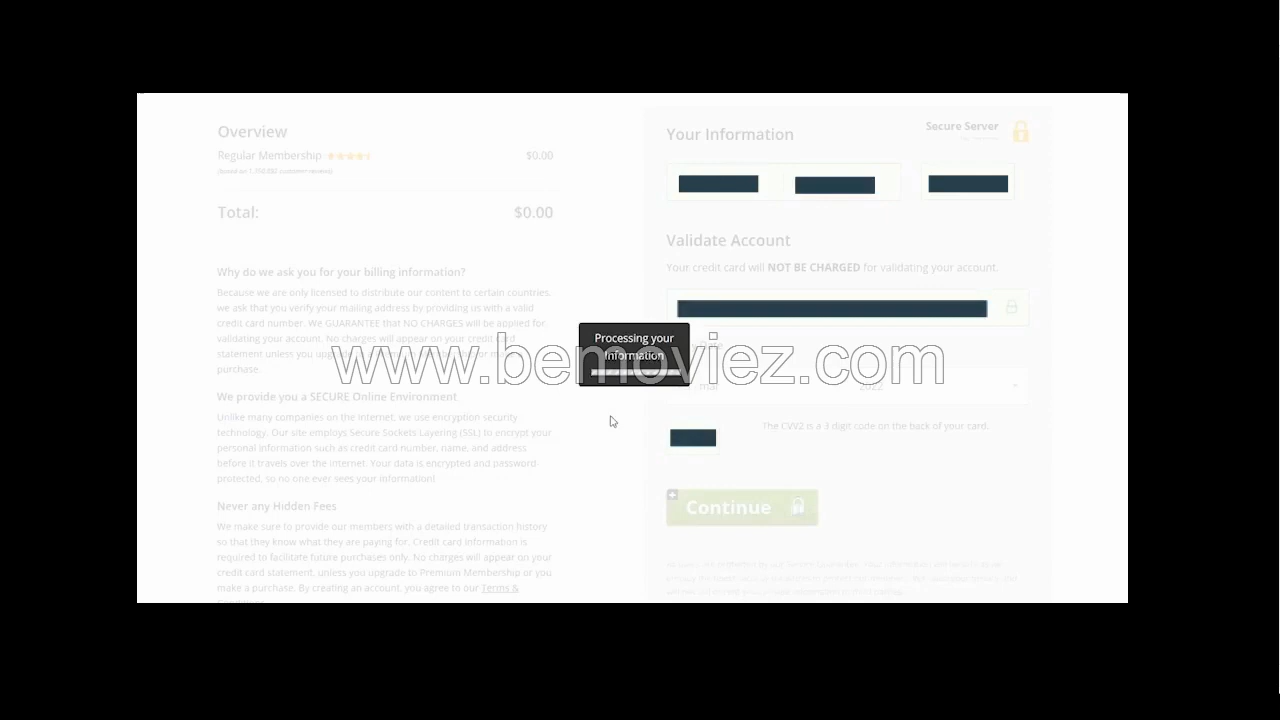 Overview
Regular Membership $0.00
Total: $0.00
Why do we ask you for your billing information?
Because we are only licensed to distribute our content to certain countries,
we ask that you verify your mailing address by providing us with a valid
credit card number. We GUARANTEE that NO CHARGES will be applied for
validating your account. No charges will appear on your credit card
statement unless you
purchase.
We provide you a SECURE Online Environment
Unlike many companies on the Internet, we use encryption security
technology. Our site employs Secure Sockets Layering (SSL) to encrypt your
personal information such as credit card number, name, and address
before it travels over the internet. Your data is encrypted and password-
protected, so no one ever sees your information!
Never any Hidden Fees
We make sure to provide our members with a detailed transaction history
so that they know what they are paying for. Credit card information is
required to facilitate future purchases only. No charges will appear on your
credit card statement, unless you upgrade to Premium Membership or you
make a purchase. By creating an account, you agree to our Terms &
Your Information
Secure Server
Validate Account
Your credit card will NOT BE CHARGED for validating your account.
Processing your
information
www.bemoviez.com
mai 2022
The CVV2 is a 3 digit code on the back of your card.
Continue